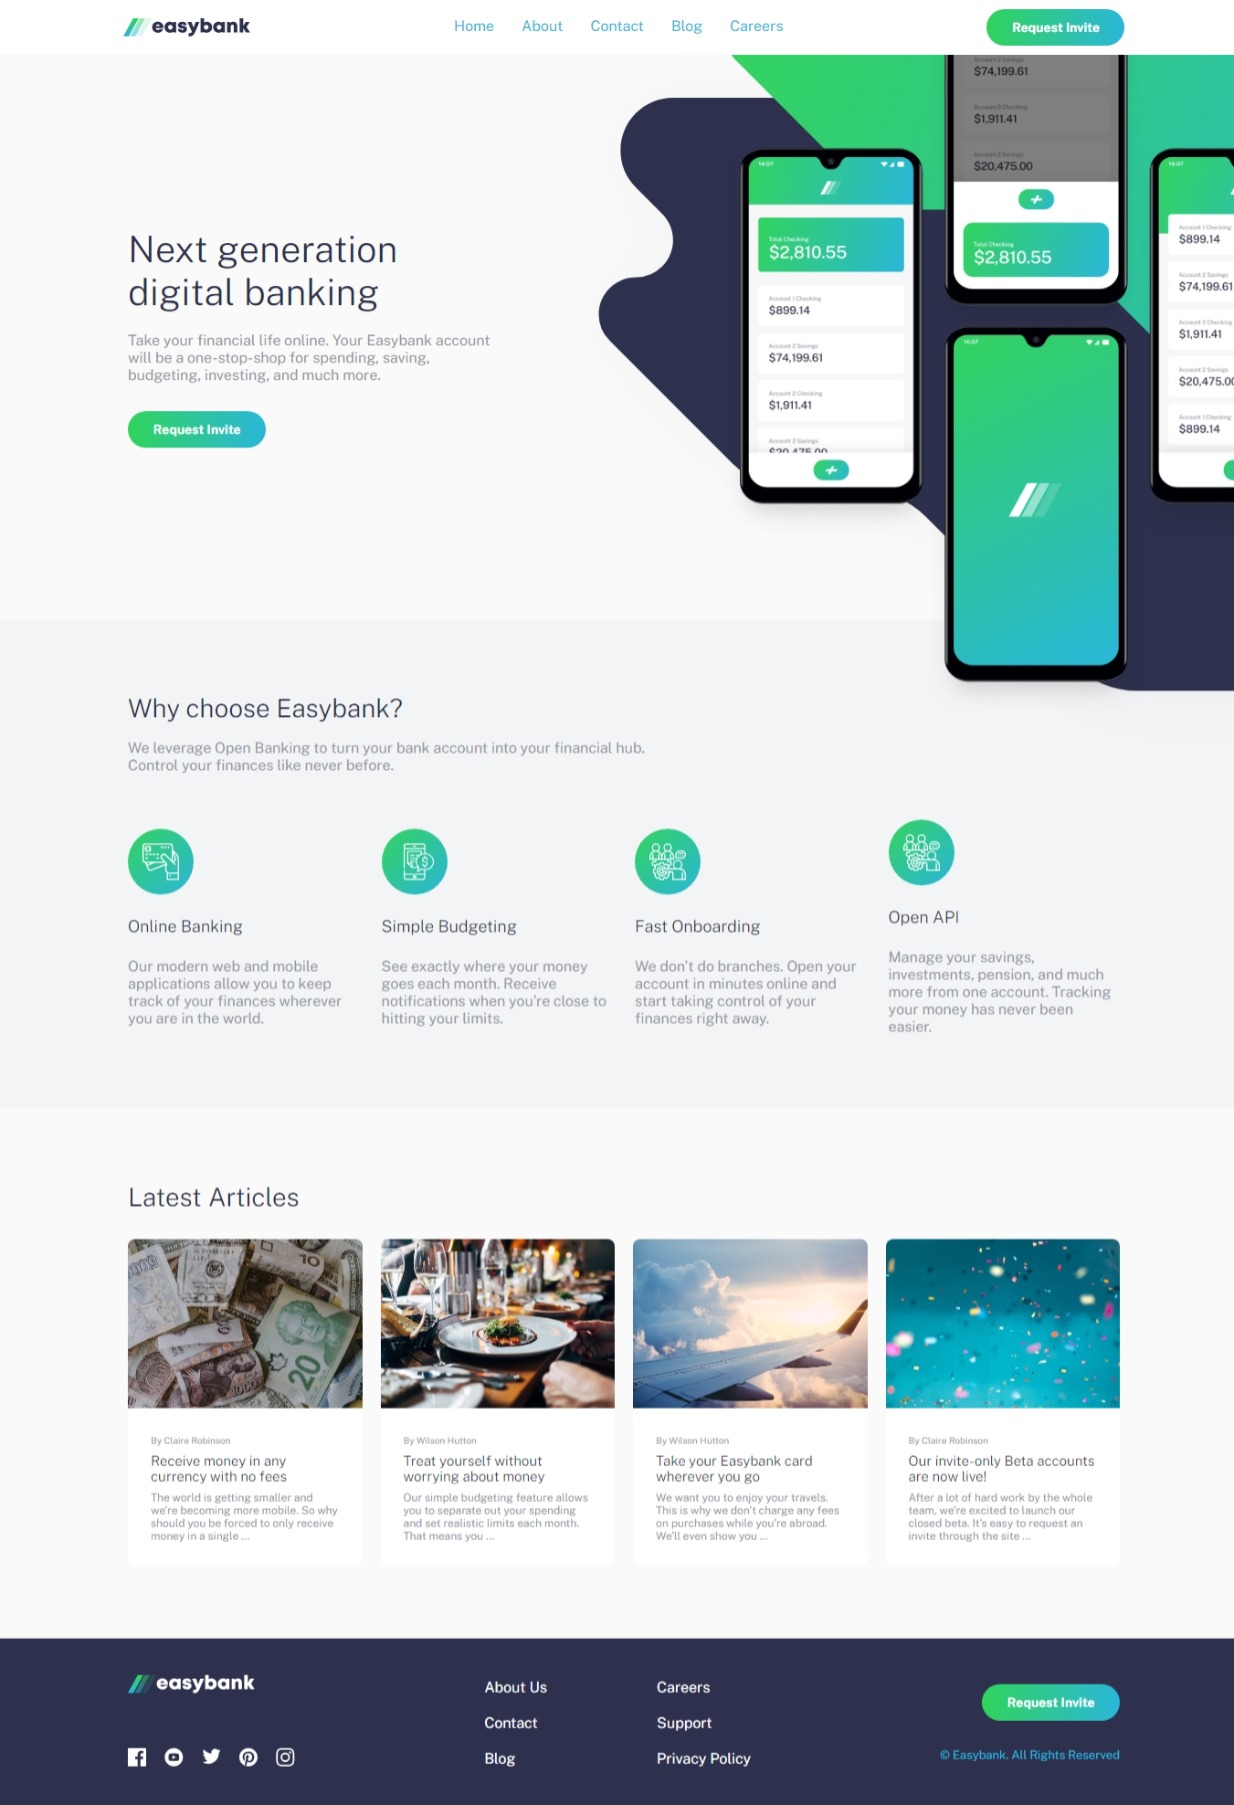 easybank
Home
About
Contact
Blog
Careers
Request Invite
Account 2 Savings
$74,199.61
Account 2 Checking
$1,911.41
Account 2 Savings
$20,475.00
Total Checking
$2,810.55
14:07
Total Checking
$2,810.55
Account 1 Checking
$899.14
Account 2 Savings
$74,199.61
Account 2 Checking
$1,911.41
Account 2 Savings
$20,475.00
14:07
14:07
Account 1 Checking
$899.14
Account 2 Savings
$74,199.61
Account 2 Checking
$1,911.41
Account 2 Savings
$20,475.00
Account 1 Checking
$899.14
Next generation
digital banking
Take your financial life online. Your Easybank account
will be a one-stop-shop for spending, saving,
budgeting, investing, and much more.
Request Invite
Why choose Easybank?
We leverage Open Banking to turn your bank account into your financial hub.
Control your finances like never before.
Online Banking
Our modern web and mobile
applications allow you to keep
track of your finances wherever
you are in the world.
Simple Budgeting
See exactly where your money
goes each month. Receive
notifications when you're close to
hitting your limits.
Fast Onboarding
We don't do branches. Open your
account in minutes online and
start taking control of your
finances right away.
Open API
Manage your savings,
investments, pension, and much
more from one account. Tracking
your money has never been
easier.
Latest Articles
10
1000
20
By Claire Robinson
Receive money in any
currency with no fees
The world is getting smaller and
we're becoming more mobile. So why
should you be forced to only receive
money in a single ...
By Wilson Hutton
Treat yourself without
worrying about money
Our simple budgeting feature allows
you to separate out your spending
and set realistic limits each month.
That means you ...
By Wilson Hutton
Take your Easybank card
wherever you go
We want you to enjoy your travels.
This is why we don't charge any fees
on purchases while you're abroad.
We'll even show you ...
By Claire Robinson
Our invite-only Beta accounts
are now live!
After a lot of hard work by the whole
team, we're excited to launch our
closed beta. It's easy to request an
invite through the site ...
easybank
About Us
Contact
Blog
Careers
Support
Privacy Policy
Request Invite
© Easybank. All Rights Reserved